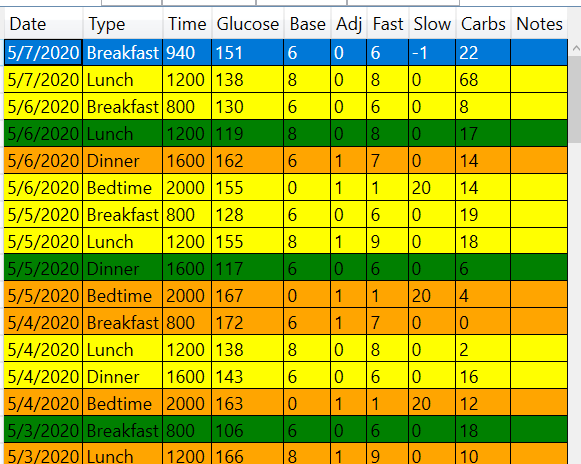 Date Type Time Glucose Base Adj Fast Slow Carbs Notes
5/7/2020 Breakfast 940 151 6 0 6 -1 22
5/7/2020 Lunch 1200 138 8 0 8 0 68
5/6/2020 Breakfast 800 130 6 0 6 0 8
5/6/2020 Lunch 1200 119 8 0 8 0 17
5/6/2020 Dinner 1600 162 6 1 7 0 14
5/6/2020 Bedtime 2000 155 0 1 1 20 14
5/5/2020 Breakfast 800 128 6 0 6 0 19
5/5/2020 Lunch 1200 155 8 1 9 0 18
5/5/2020 Dinner 1600 117 6 0 6 0 6
5/5/2020 Bedtime 2000 167 0 1 1 20 4
5/4/2020 Breakfast 800 172 6 1 7 0 0
5/4/2020 Lunch 1200 138 8 0 8 0 2
5/4/2020 Dinner 1600 143 6 0 6 0 16
5/4/2020 Bedtime 2000 163 0 1 1 20 12
5/3/2020 Breakfast 800 106 6 0 6 0 18
5/3/2020 Lunch 1200 166 8 1 9 0 10